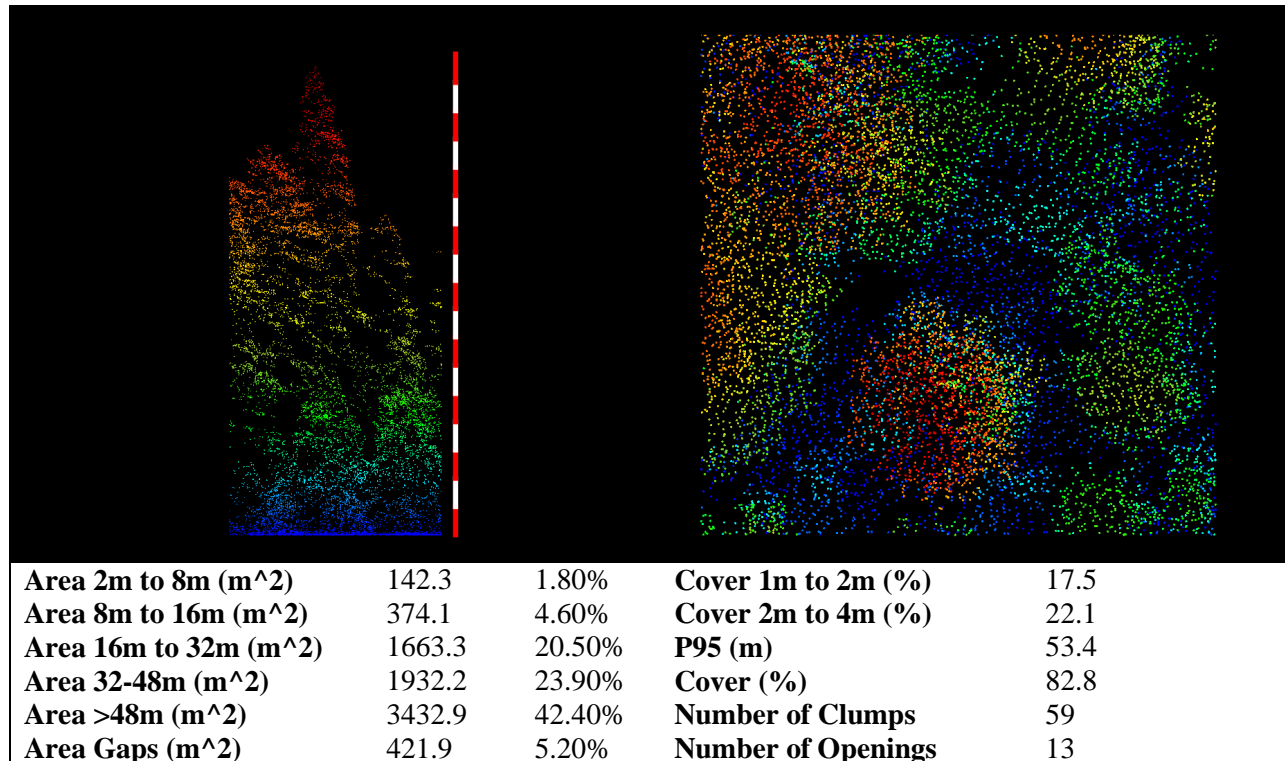 Area 2m to 8m (m^2) 142.3 1.80% Cover 1m to 2m (%) 17.5
Area 8m to 16m (m^2) 374.1 4.60% Cover 2m to 4m (%) 22.1
Area 16m to 32m (m^2) 1663.3 20.50% P95 (m) 53.4
Area 32-48m (m^2) 1932.2 23.90% Cover (%) 82.8
Area >48m (m^2) 3432.9 42.40% Number of Clumps 59
Area Gaps (m^2) 421.9 5.20% Number of Openings 13